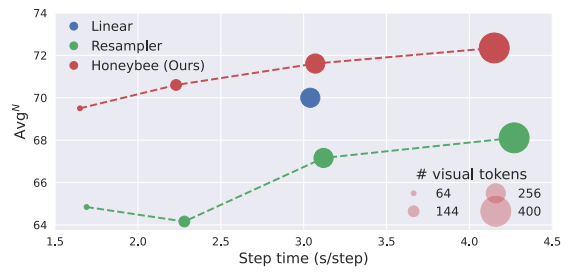 74
72
70
68
66
64
Avg^N
Linear
Resampler
Honeybee (Ours)
# visual tokens
64 256
144 400
1.5 2.0 2.5 3.0 3.5 4.0 4.5
Step time (s/step)